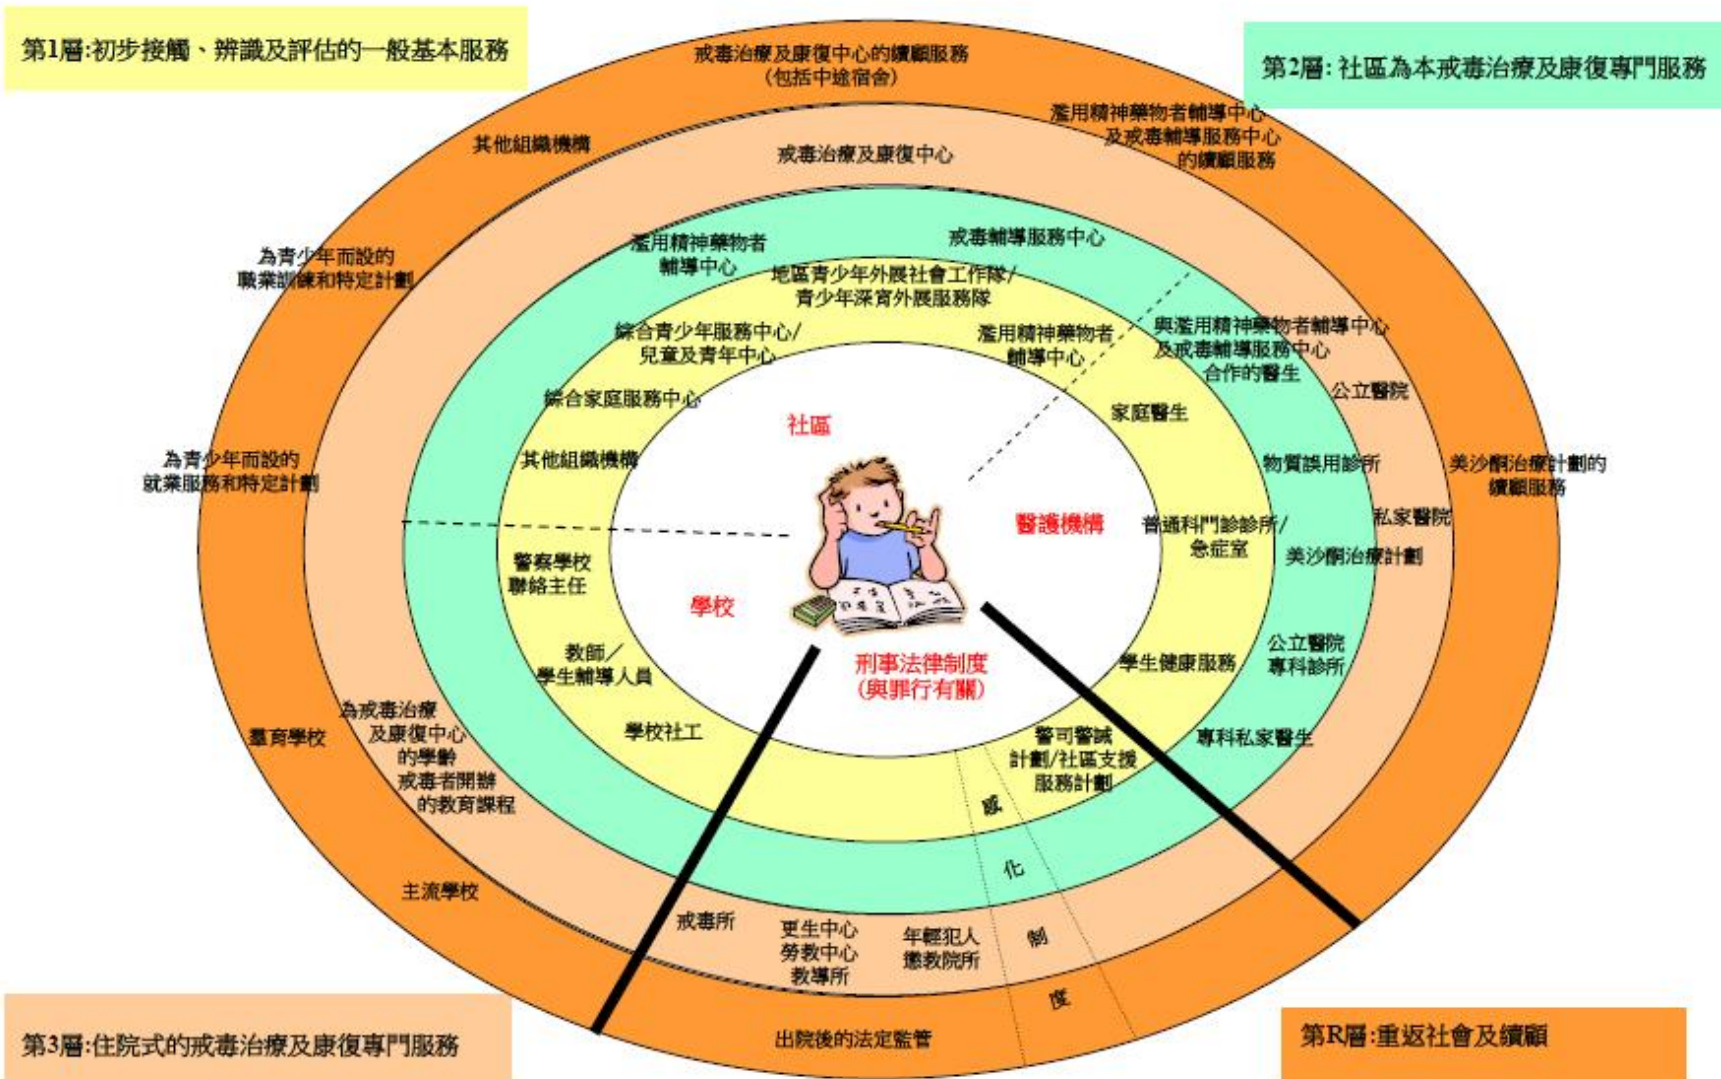 第1層:初步接觸、辨識及評估的一般基本服務
第2層: 社區為本戒毒治療及康復專門服務
戒毒治療及康復中心的續顧服務
(包括中途宿舍)
其他組織機構
濫用精神藥物者輔導中心
及戒毒輔導服務中心
的續顧服務
戒毒治療及康復中心
為青少年而設的
職業訓練和特定計劃
濫用精神藥物者
輔導中心
戒毒輔導服務中心
地區青少年外展社會工作隊/
青少年深宵外展服務隊
綜合青少年服務中心/
兒童及青年中心
濫用精神藥物者
輔導中心
與濫用精神藥物者輔導中心
及戒毒輔導服務中心
合作的醫生
公立醫院
綜合家庭服務中心
家庭醫生
社區
為青少年而設的
就業服務和特定計劃
其他組織機構
物質誤用診所
美沙酮治療計劃的
續顧服務
醫護機構
普通科門診診所/
急症室
私家醫院
美沙酮治療計劃
警察學校
聯絡主任
學校
教師／
學生輔導人員
刑事法律制度
(與罪行有關)
學生健康服務
公立醫院
專科診所
羣育學校
為戒毒治療
及康復中心
的學齡
戒毒者開辦
的教育課程
學校社工
警司警誡
計劃/社區支援
服務計劃
專科私家醫生
感
化
制
度
主流學校
戒毒所
更生中心
勞教中心
教導所
年輕犯人
懲教院所
出院後的法定監管
第3層:住院式的戒毒治療及康復專門服務
第R層:重返社會及續顧